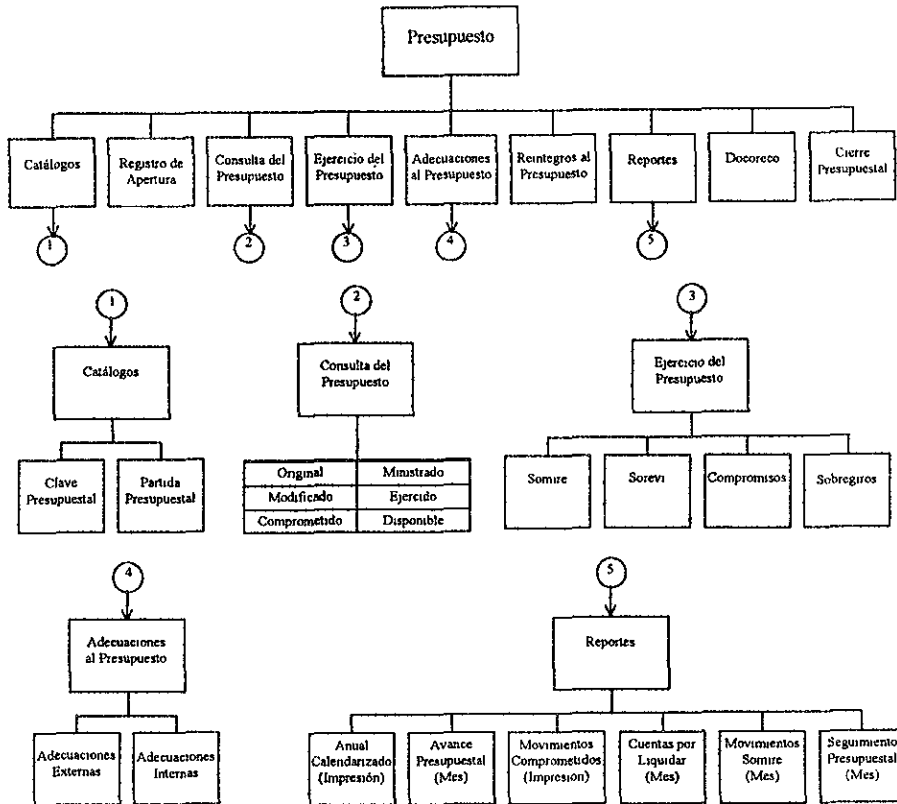 Presupuesto
Catálogos
Registro de
Apertura
Consulta del
Presupuesto
Ejercicio del
Presupuesto
Adecuaciones
al Presupuesto
Reintegros al
Presupuesto
Reportes
Docoreco
Cierre
Presupuestal
1
2
3
4
5
1
2
3
Catálogos
Consulta del
Presupuesto
Ejercicio del
Presupuesto
Clave
Presupuestal
Partida
Presupuestal
Original
Ministrado
Modificado
Ejercido
Comprometido
Disponible
Somire
Sorevi
Compromisos
Sobregiros
4
5
Adecuaciones
al Presupuesto
Reportes
Adecuaciones
Externas
Adecuaciones
Internas
Anual
Calendarizado
(Impresión)
Avance
Presupuestal
(Mes)
Movimientos
Comprometidos
(Impresión)
Cuentas por
Liquidar
(Mes)
Movimientos
Somire
(Mes)
Seguimiento
Presupuestal
(Mes)